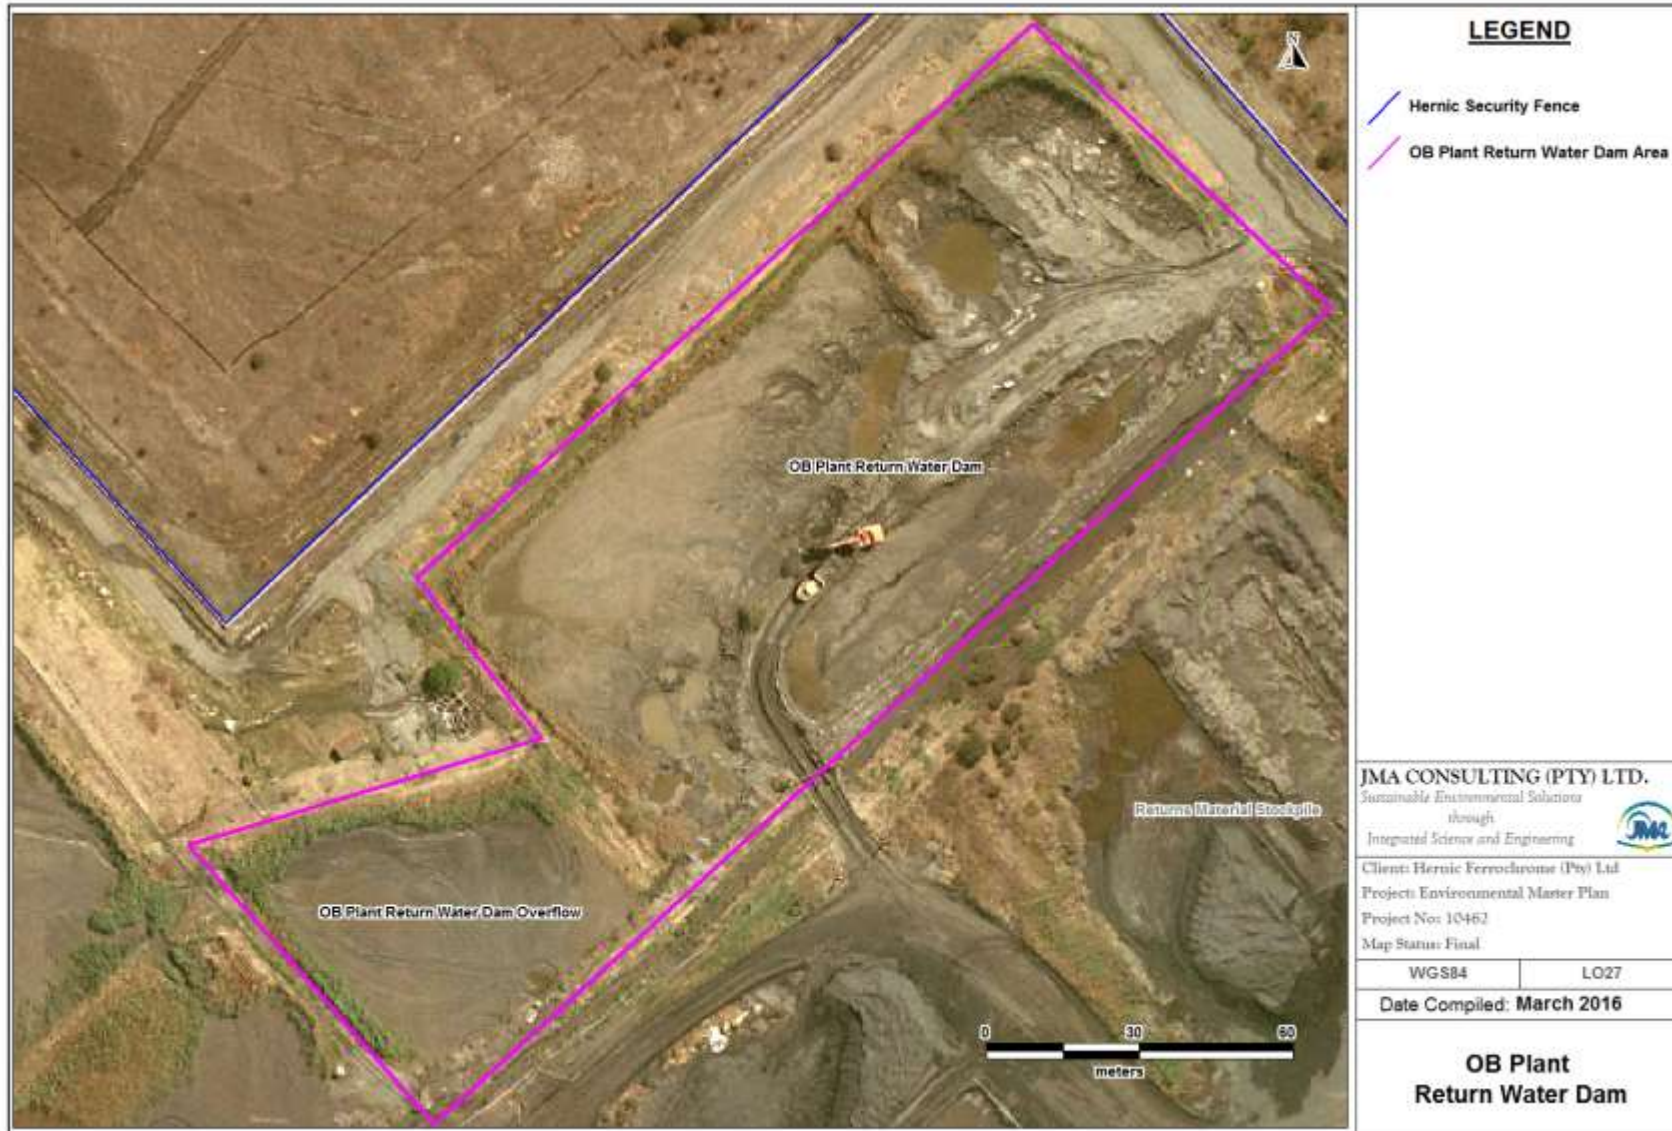 N
OB Plant Return Water Dam
Returns Material Stockpile
OB Plant Return Water Dam Overflow
0 30 60
meters
LEGEND
Hernic Security Fence
OB Plant Return Water Dam Area
JMA CONSULTING (PTY) LTD.
Sustainable Environmental Solutions
through
Integrated Science and Engineering
JMA
Client: Hernic Ferrochrome (Pty) Ltd
Project: Environmental Master Plan
Project No: 10462
Map Status: Final
WGS84 LO27
Date Compiled: March 2016
OB Plant
Return Water Dam